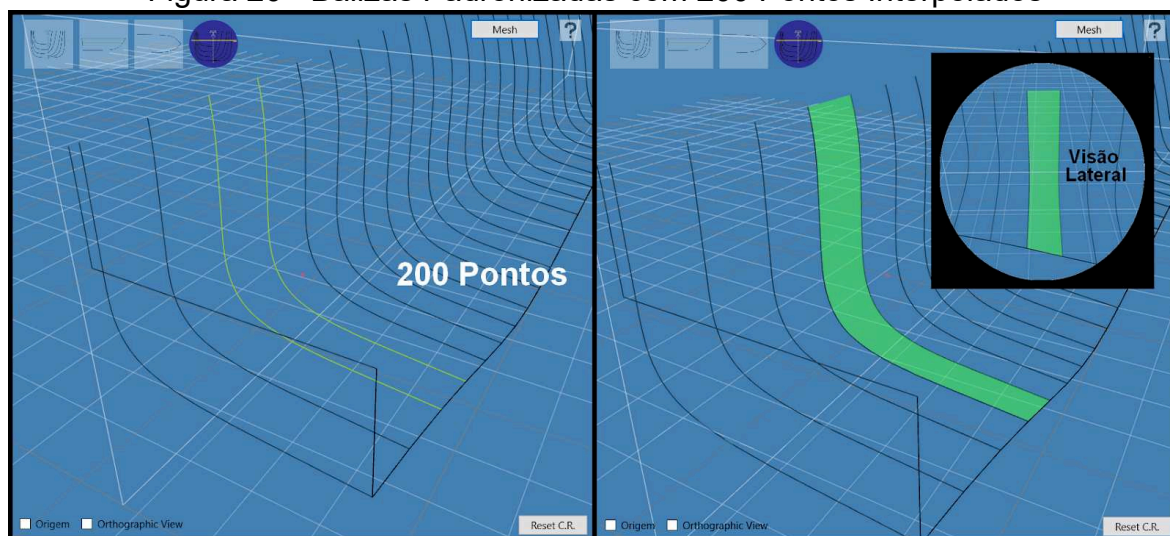 Mesh
?
200 Pontos
Origem
Orthographic View
Reset C.R.
Mesh
?
Visão
Lateral
Origem
Orthographic View
Reset C.R.